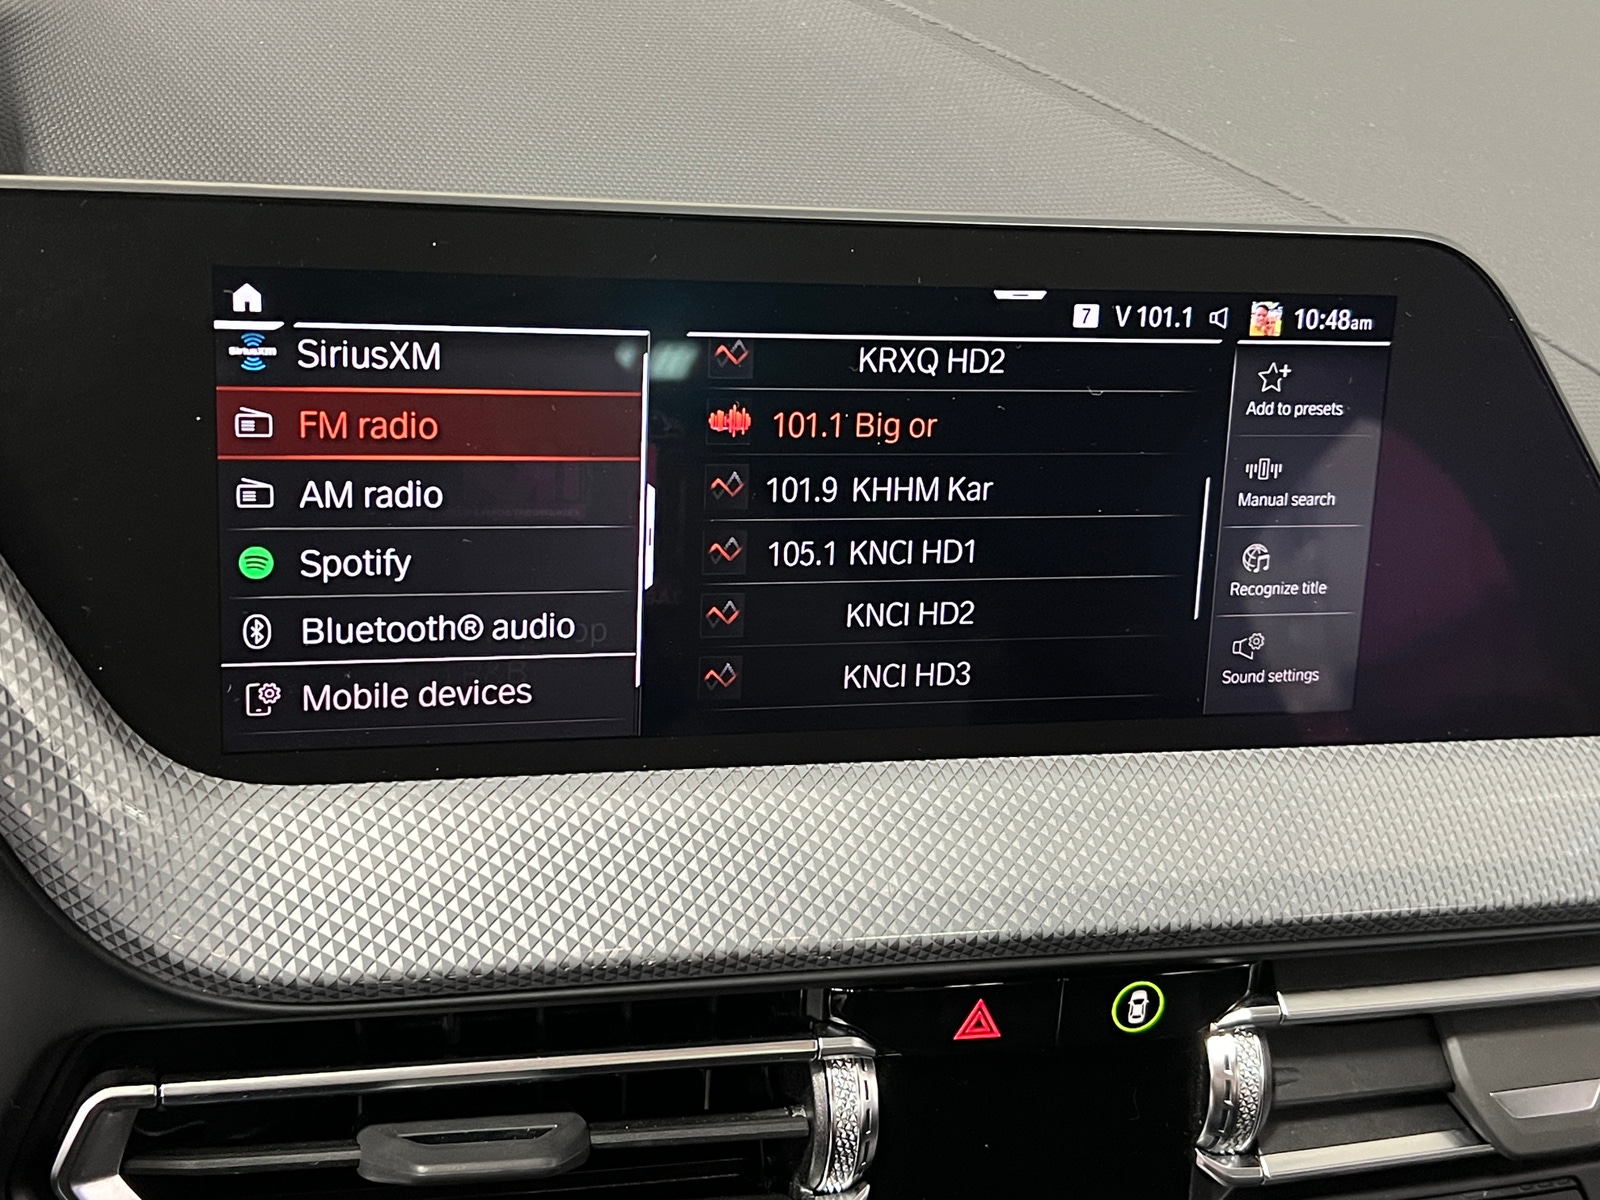 7 V 101.1 10:48am
SiriusXM
SiriusXM
FM radio
AM radio
Spotify
Bluetooth® audio
Mobile devices
KRXQ HD2
101.1 Big or
101.9 KHHM Kar
105.1 KNCI HD1
KNCI HD2
KNCI HD3
Add to presets
Manual search
Recognize title
Sound settings